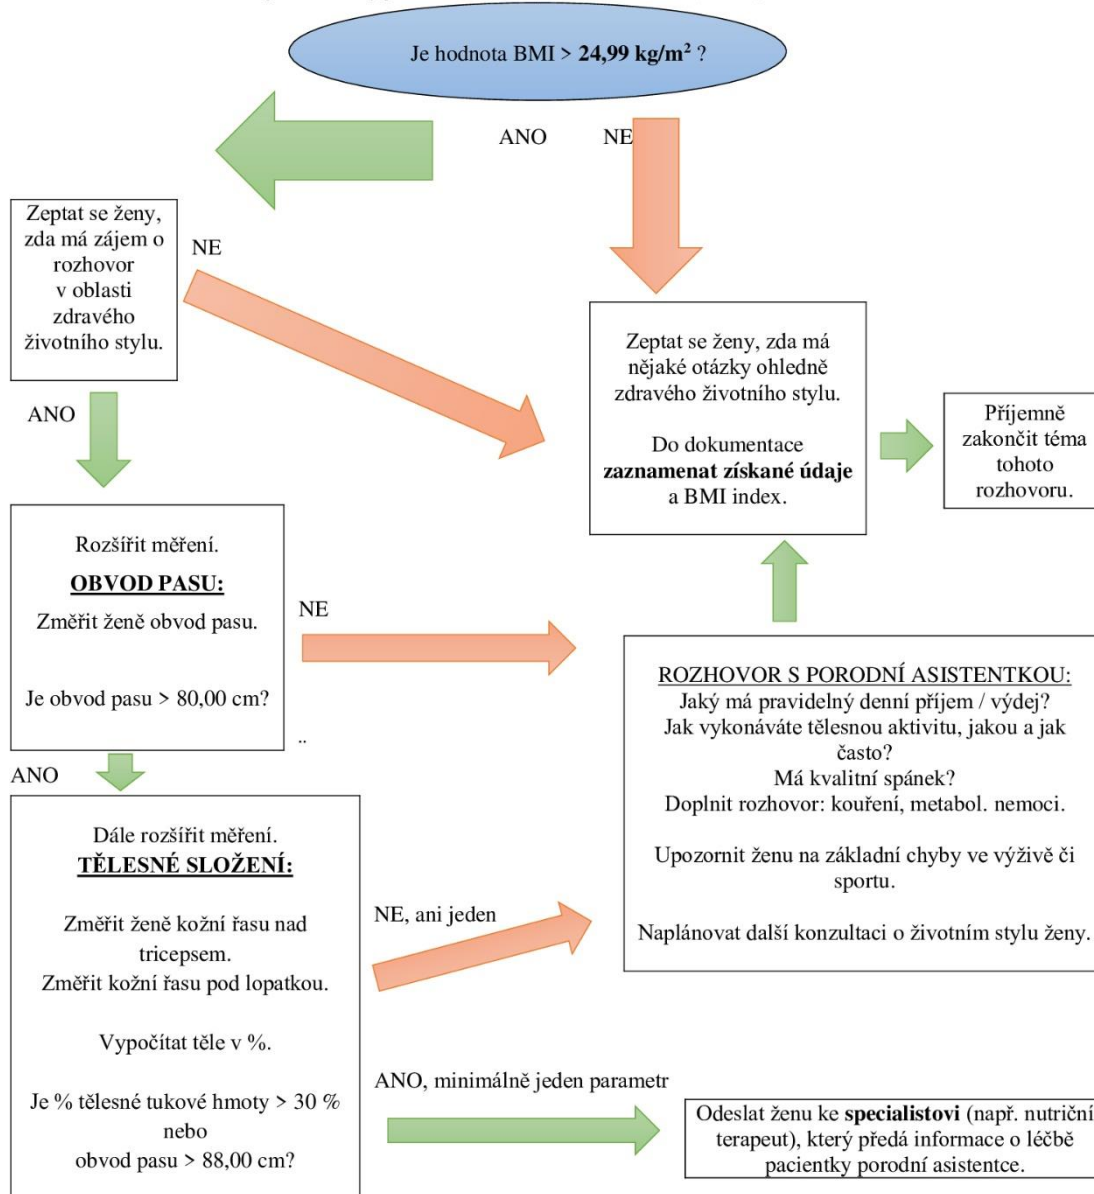 Je hodnota BMI > 24,99 kg/m² ?
ANO
NE
Zeptat se ženy,
zda má zájem o
rozhovor
v oblasti
zdravého
životního stylu.
NE
Zeptat se ženy, zda má
nějaké otázky ohledně
zdravého životního stylu.
Do dokumentace
zaznamenat získané údaje
a BMI index.
Příjemně
zakončit téma
tohoto
rozhovoru.
ANO
Rozšířit měření.
OBVOD PASU:
Změřit ženě obvod pasu.
Je obvod pasu > 80,00 cm?
NE
..
ROZHOVOR S PORODNÍ ASISTENTKOU:
Jaký má pravidelný denní příjem / výdej?
Jak vykonáváte tělesnou aktivitu, jakou a jak
často?
Má kvalitní spánek?
Doplnit rozhovor: kouření, metabol. nemoci.
Upozornit ženu na základní chyby ve výživě či
sportu.
Naplánovat další konzultaci o životním stylu ženy.
ANO
Dále rozšířit měření.
TĚLESNÉ SLOŽENÍ:
Změřit ženě kožní řasu nad
tricepsem.
Změřit kožní řasu pod lopatkou.
Vypočítat těle v %.
Je % tělesné tukové hmoty > 30 %
nebo
obvod pasu > 88,00 cm?
NE, ani jeden
ANO, minimálně jeden parametr
Odeslat ženu ke specialistovi (např. nutriční
terapeut), který předá informace o léčbě
pacientky porodní asistentce.